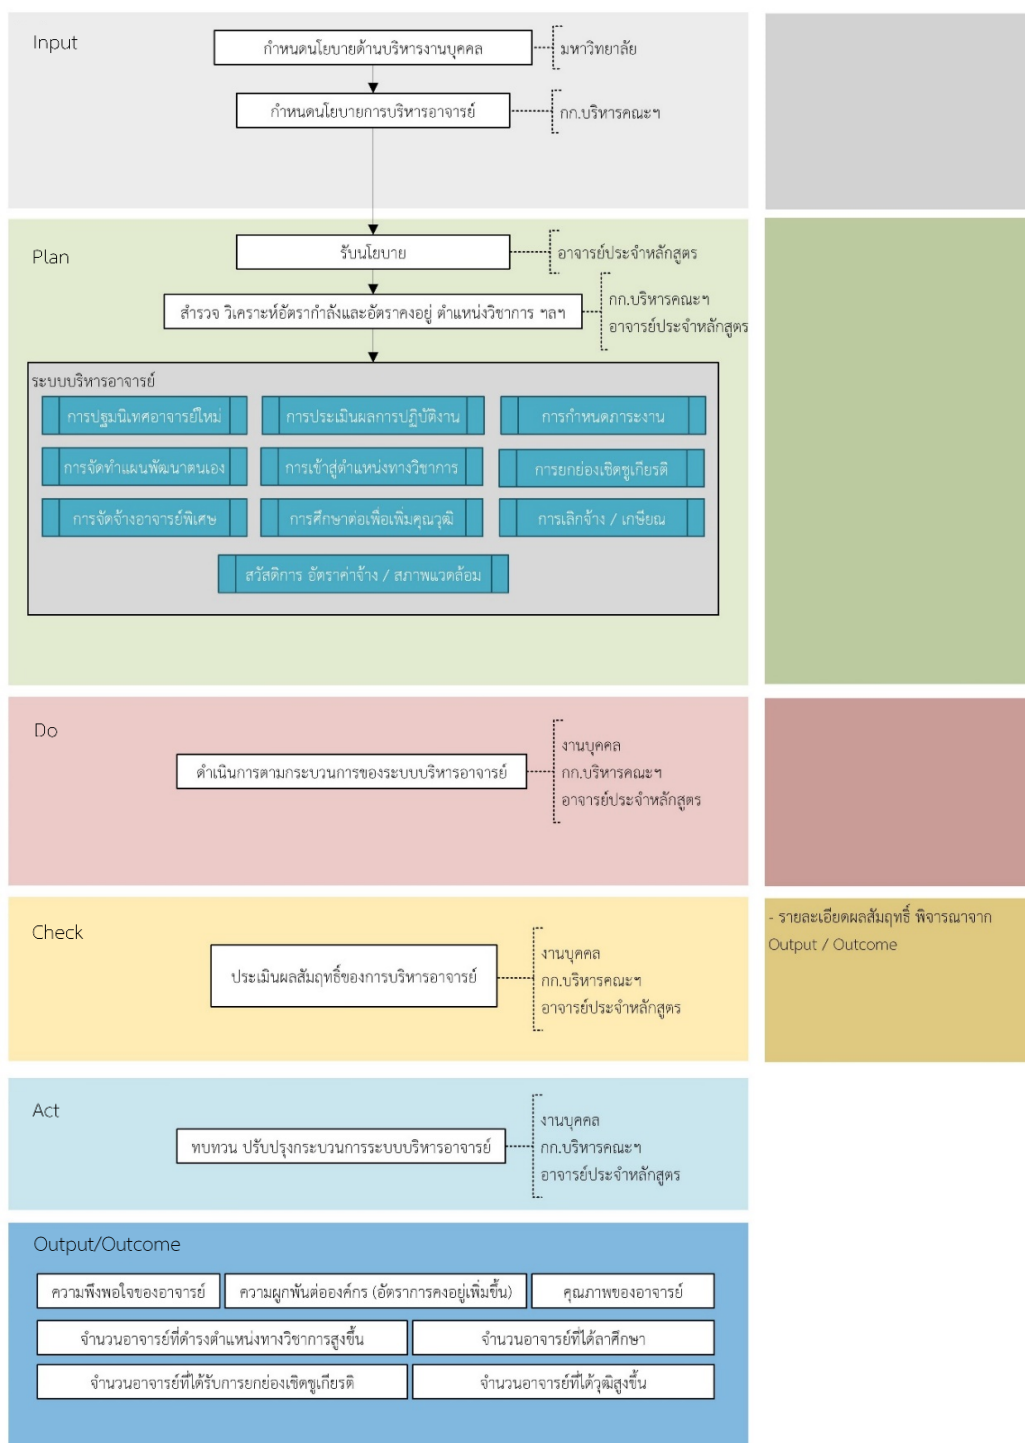 Input
กำหนดนโยบายด้านบริหารงานบุคคล
มหาวิทยาลัย
กำหนดนโยบายการบริหารอาจารย์
กก.บริหารคณะฯ
Plan
รับนโยบาย
อาจารย์ประจำหลักสูตร
สำรวจ วิเคราะห์อัตรากำลังและอัตราคงอยู่ ตำแหน่งวิชาการ ฯลฯ
กก.บริหารคณะฯ
อาจารย์ประจำหลักสูตร
ระบบบริหารอาจารย์
การปฐมนิเทศอาจารย์ใหม่
การประเมินผลการปฏิบัติงาน
การกำหนดภาระงาน
การจัดทำแผนพัฒนาตนเอง
การเข้าสู่ตำแหน่งทางวิชาการ
การยกย่องเชิดชูเกียรติ
การจัดจ้างอาจารย์พิเศษ
การศึกษาต่อเพื่อเพิ่มคุณวุฒิ
การเลิกจ้าง / เกษียณ
สวัสดิการ อัตราค่าจ้าง / สภาพแวดล้อม
Do
ดำเนินการตามกระบวนการของระบบบริหารอาจารย์
งานบุคคล
กก.บริหารคณะฯ
อาจารย์ประจำหลักสูตร
Check
ประเมินผลสัมฤทธิ์ของการบริหารอาจารย์
งานบุคคล
กก.บริหารคณะฯ
อาจารย์ประจำหลักสูตร
- รายละเอียดผลสัมฤทธิ์ พิจารณาจาก
Output / Outcome
Act
ทบทวน ปรับปรุงกระบวนการระบบบริหารอาจารย์
งานบุคคล
กก.บริหารคณะฯ
อาจารย์ประจำหลักสูตร
Output/Outcome
ความพึงพอใจของอาจารย์
ความผูกพันต่อองค์กร (อัตราการคงอยู่เพิ่มขึ้น)
คุณภาพของอาจารย์
จำนวนอาจารย์ที่ดำรงตำแหน่งทางวิชาการสูงขึ้น
จำนวนอาจารย์ที่ได้ลาศึกษา
จำนวนอาจารย์ที่ได้รับการยกย่องเชิดชูเกียรติ
จำนวนอาจารย์ที่ได้วุฒิสูงขึ้น